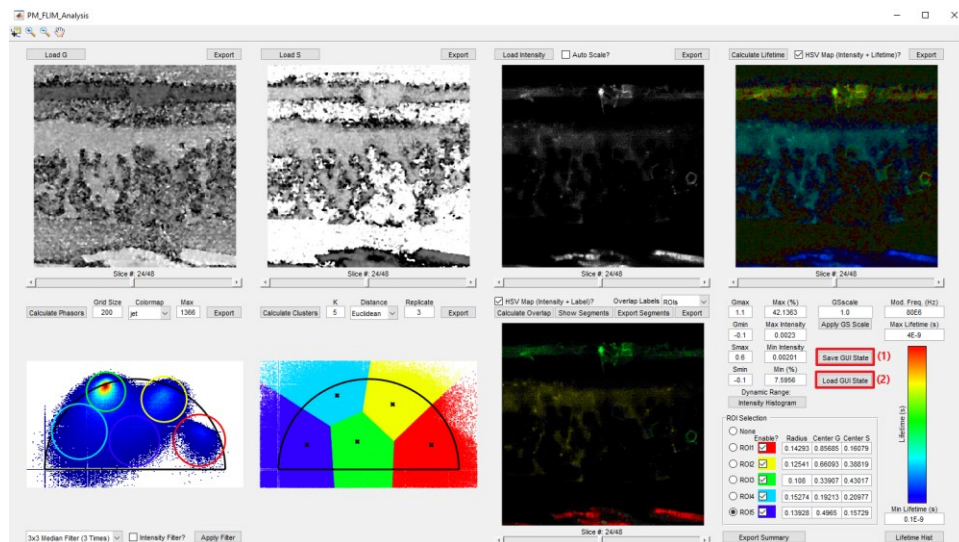 PM_FLIM_Analysis
Load G Export Load S Export Load Intensity Auto Scale? Export Calculate Lifetime HSV Map (Intensity + Lifetime)? Export
Slice #: 24/48 Slice #: 24/48 Slice #: 24/48 Slice #: 24/48
Grid Size Colormap Max
Calculate Phasors 200 jet 1366 Export
K Distance Replicate
Calculate Clusters 5 Euclidean 3 Export
HSV Map (Intensity + Label)? Overlap Labels ROIs
Calculate Overlap Show Segments Export Segments Export
Gmax Max (%) GScale Mod. Freq. (Hz)
1.1 42.1363 1.0 80E6
Gmin Max Intensity Apply GS Scale Max Lifetime (s)
-0.1 0.0023 4E-9
Smax Min Intensity
0.6 0.00201 Save GUI State (1)
Smin Min (%)
-0.1 7.5956 Load GUI State (2)
Dynamic Range:
Intensity Histogram
ROI Selection
None
Enable? Radius Center G Center S
ROI1 0.14293 0.85685 0.16079
ROI2 0.12541 0.66093 0.38819
ROI3 0.108 0.33907 0.43017
ROI4 0.15274 0.19213 0.20977
ROI5 0.13928 0.4965 0.15729
Lifetime (s)
Min Lifetime (s)
0.1E-9
3x3 Median Filter (3 Times) Intensity Filter? Apply Filter
Slice #: 24/48
Export Summary Lifetime Hist